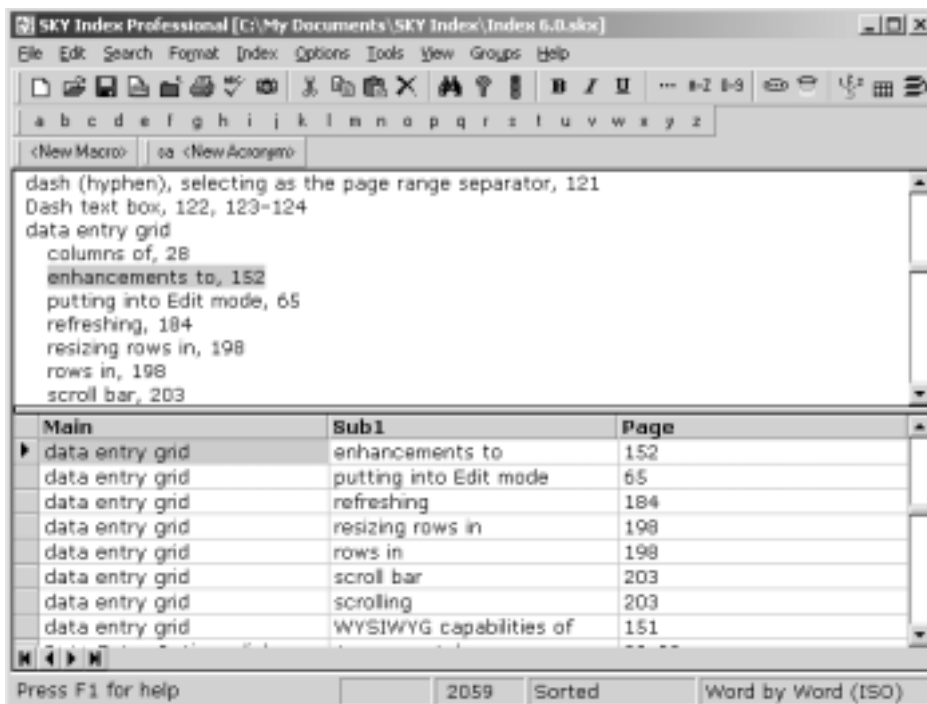 SKY Index Professional [C:\My Documents\SKY Index\Index 6.0.skx]
File Edit Search Format Index Options Tools View Groups Help
B I U ... a-Z 0-9
a b c d e f g h i j k l m n o p q r s t u v w x y z
<New Macro> oa <New Acronym>
dash (hyphen), selecting as the page range separator, 121
Dash text box, 122, 123-124
data entry grid
columns of, 28
enhancements to, 152
putting into Edit mode, 65
refreshing, 184
resizing rows in, 198
rows in, 198
scroll bar, 203
Main Sub1 Page
data entry grid enhancements to 152
data entry grid putting into Edit mode 65
data entry grid refreshing 184
data entry grid resizing rows in 198
data entry grid rows in 198
data entry grid scroll bar 203
data entry grid scrolling 203
data entry grid WYSIWYG capabilities of 151
Press F1 for help 2059 Sorted Word by Word (ISO)